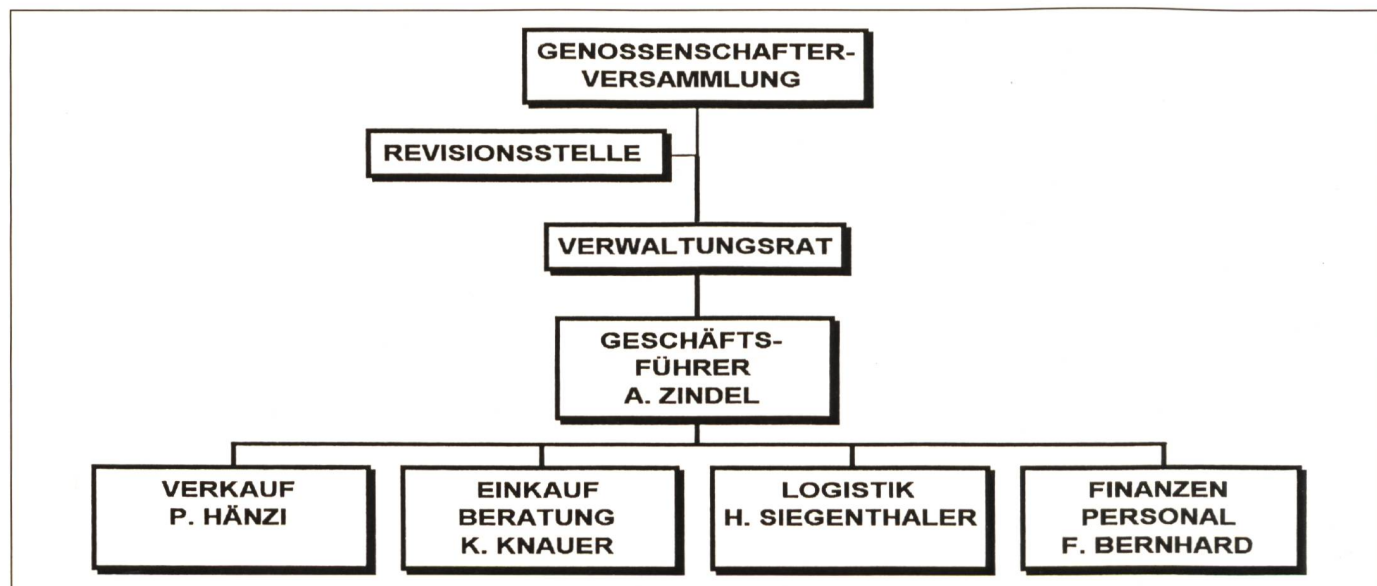 GENOSSENSCHAFTER-
VERSAMMLUNG
REVISIONSSTELLE
VERWALTUNGSRAT
GESCHÄFTS-
FÜHRER
A. ZINDEL
VERKAUF
P. HÄNZI
EINKAUF
BERATUNG
K. KNAUER
LOGISTIK
H. SIEGENTHALER
FINANZEN
PERSONAL
F. BERNHARD